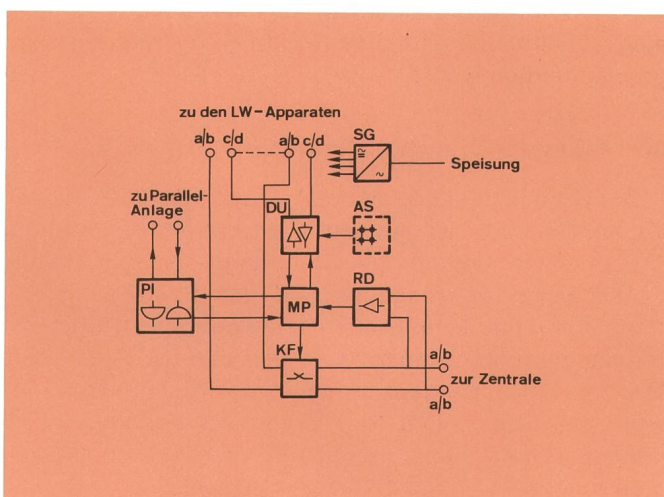 zu den LW-Apparaten
a/b c/d a/b c/d
SG
Speisung
zu Parallel-
Anlage
DU
AS
PI
MP
RD
KF
a/b
zur Zentrale
a/b